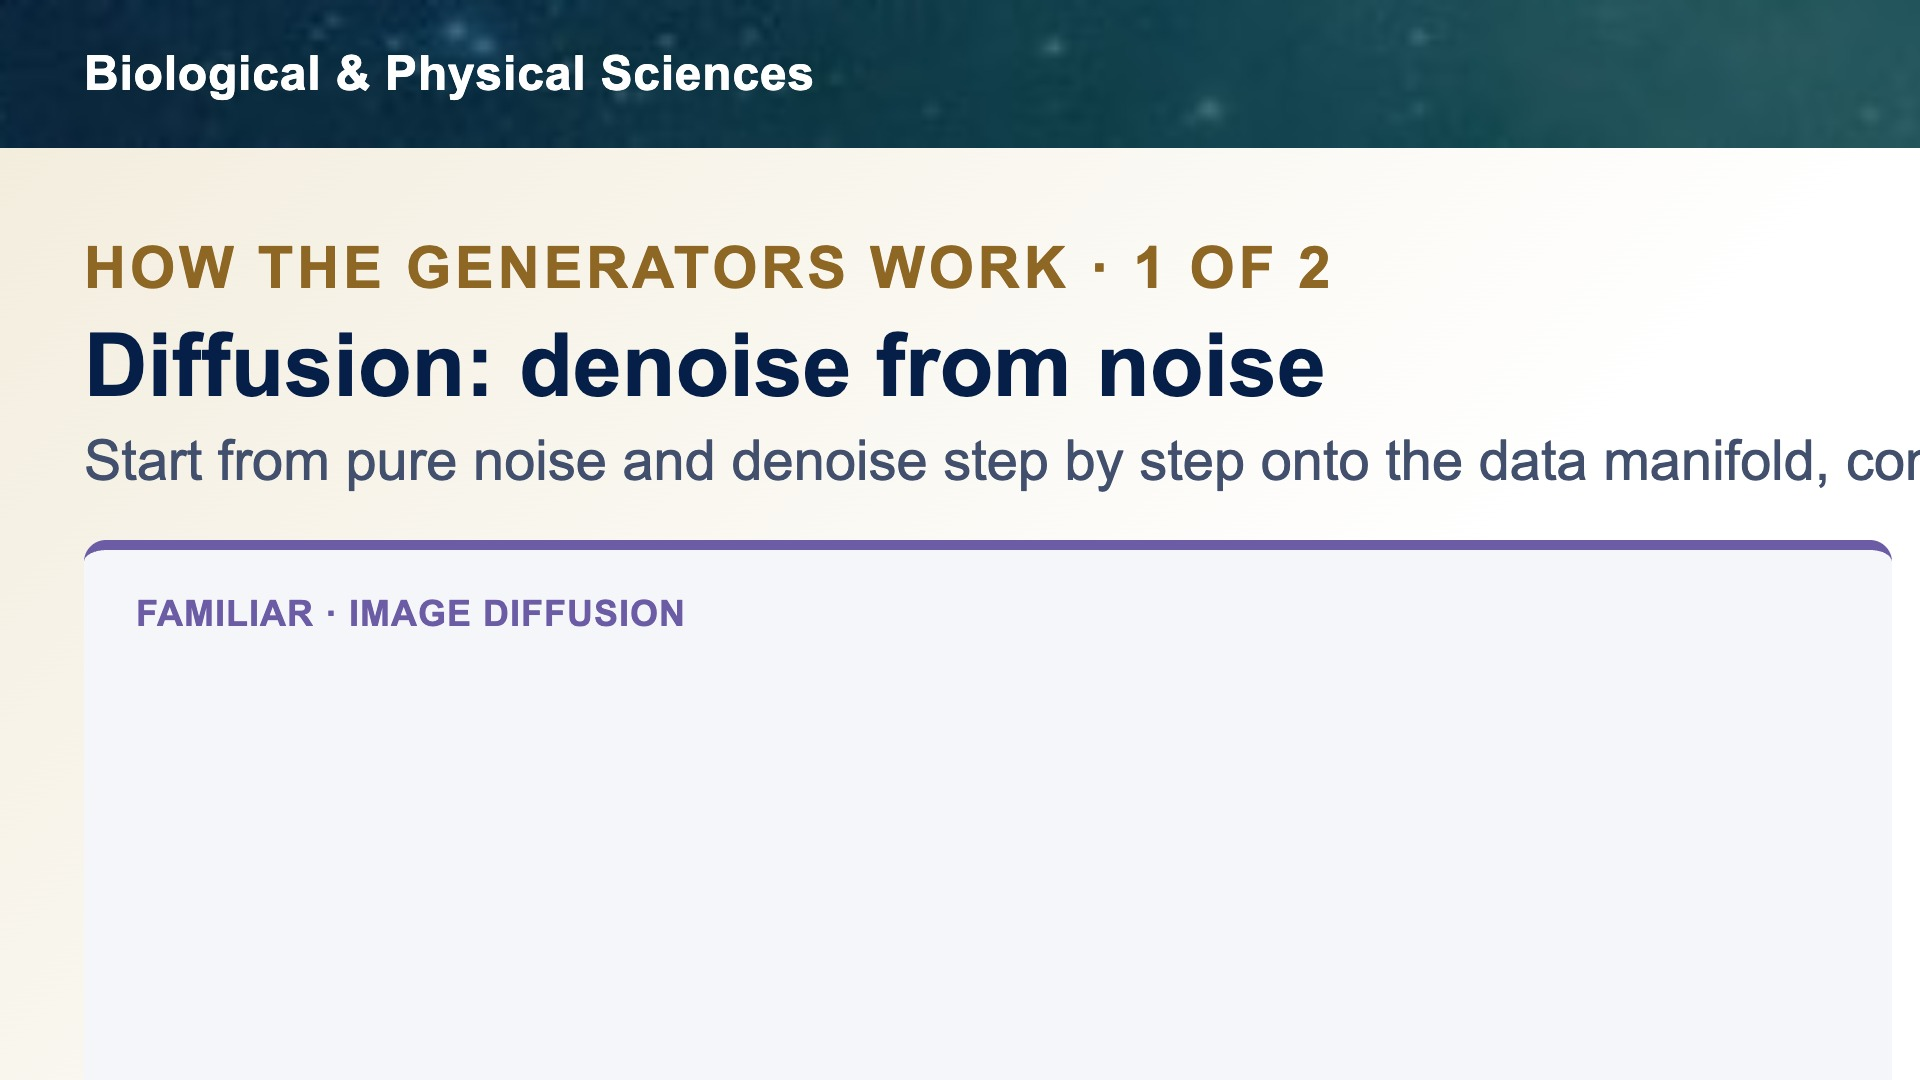 Biological & Physical Sciences
HOW THE GENERATORS WORK · 1 OF 2
Diffusion: denoise from noise
Start from pure noise and denoise step by step onto the data manifold,
FAMILIAR · IMAGE DIFFUSION